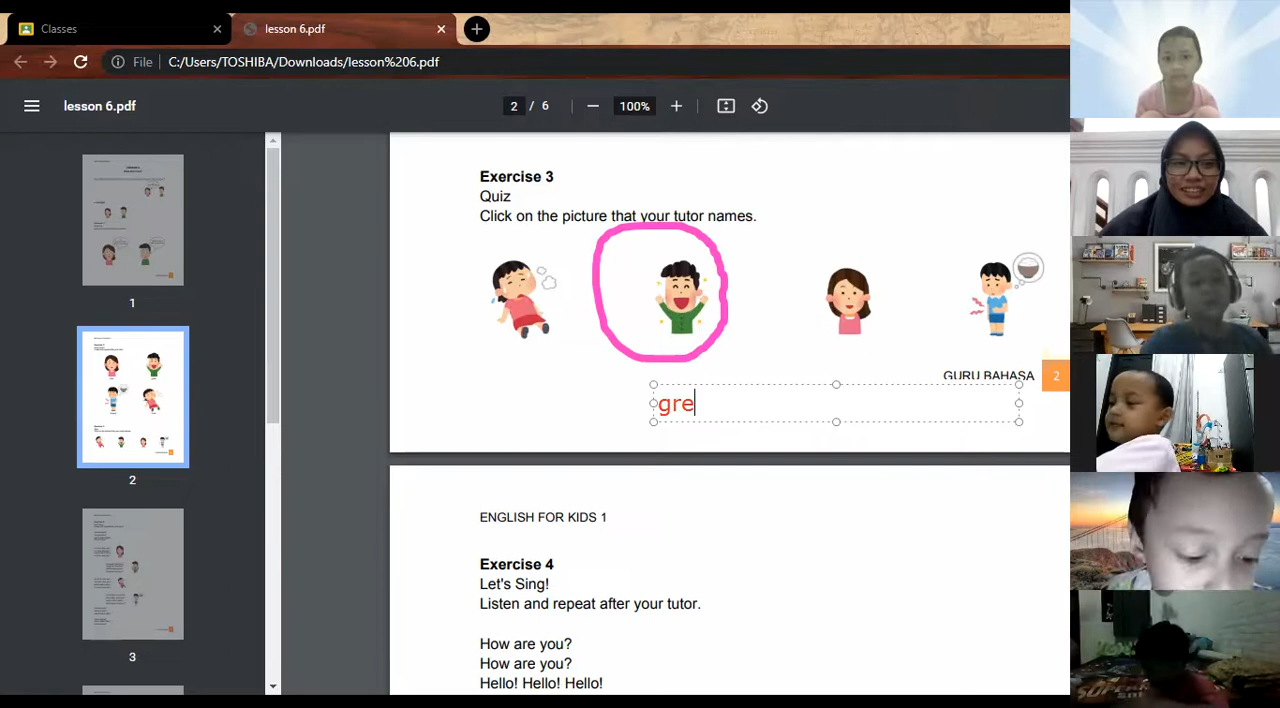 Classes
lesson 6.pdf
File
C:/Users/TOSHIBA/Downloads/lesson%206.pdf
lesson 6.pdf
2 / 6
100%
1
2
3
Exercise 3
Quiz
Click on the picture that your tutor names.
GURU BAHASA
2
gre
ENGLISH FOR KIDS 1
Exercise 4
Let's Sing!
Listen and repeat after your tutor.
How are you?
How are you?
Hello! Hello! Hello!